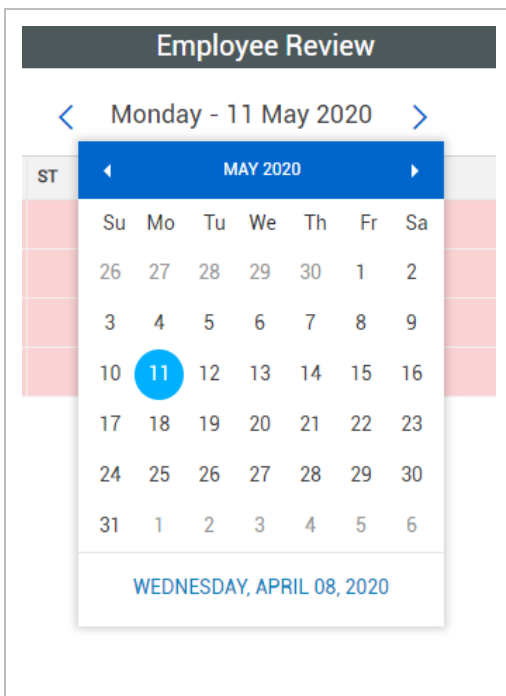 Employee Review
Monday - 11 May 2020
ST
MAY 2020
Su Mo Tu We Th Fr Sa
26 27 28 29 30 1 2
3 4 5 6 7 8 9
10 11 12 13 14 15 16
17 18 19 20 21 22 23
24 25 26 27 28 29 30
31 1 2 3 4 5 6
WEDNESDAY, APRIL 08, 2020